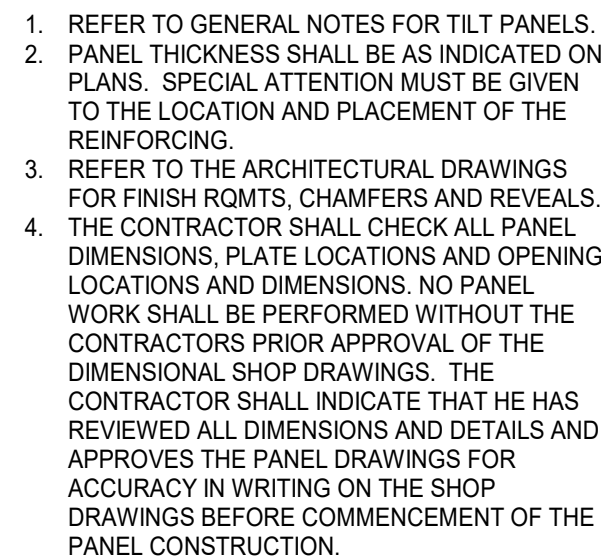 1. REFER TO GENERAL NOTES FOR TILT PANELS.
2. PANEL THICKNESS SHALL BE AS INDICATED ON
PLANS. SPECIAL ATTENTION MUST BE GIVEN
TO THE LOCATION AND PLACEMENT OF THE
REINFORCING.
3. REFER TO THE ARCHITECTURAL DRAWINGS
FOR FINISH RQMTS, CHAMFERS AND REVEALS.
4. THE CONTRACTOR SHALL CHECK ALL PANEL
DIMENSIONS, PLATE LOCATIONS AND OPENING
LOCATIONS AND DIMENSIONS. NO PANEL
WORK SHALL BE PERFORMED WITHOUT THE
CONTRACTORS PRIOR APPROVAL OF THE
DIMENSIONAL SHOP DRAWINGS. THE
CONTRACTOR SHALL INDICATE THAT HE HAS
REVIEWED ALL DIMENSIONS AND DETAILS AND
APPROVES THE PANEL DRAWINGS FOR
ACCURACY IN WRITING ON THE SHOP
DRAWINGS BEFORE COMMENCEMENT OF THE
PANEL CONSTRUCTION.